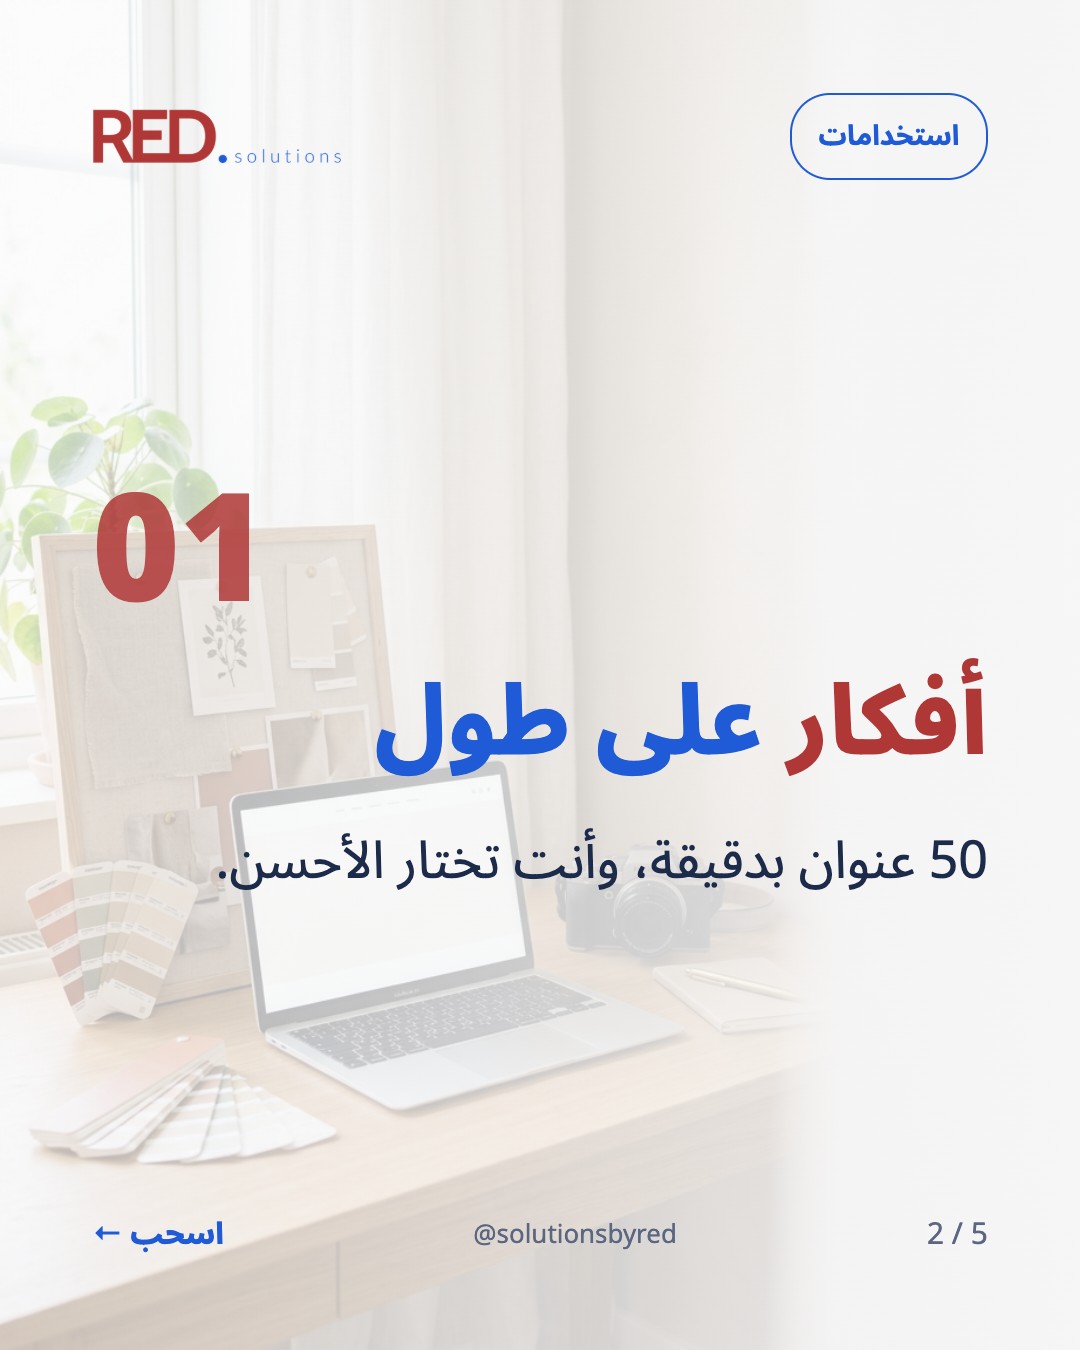 RED.solutions
استخدامات
01
أفكار على طول
50 عنوان بدقيقة، وأنت تختار الأحسن.
2 / 5
@solutionsbyred
اسحب ←